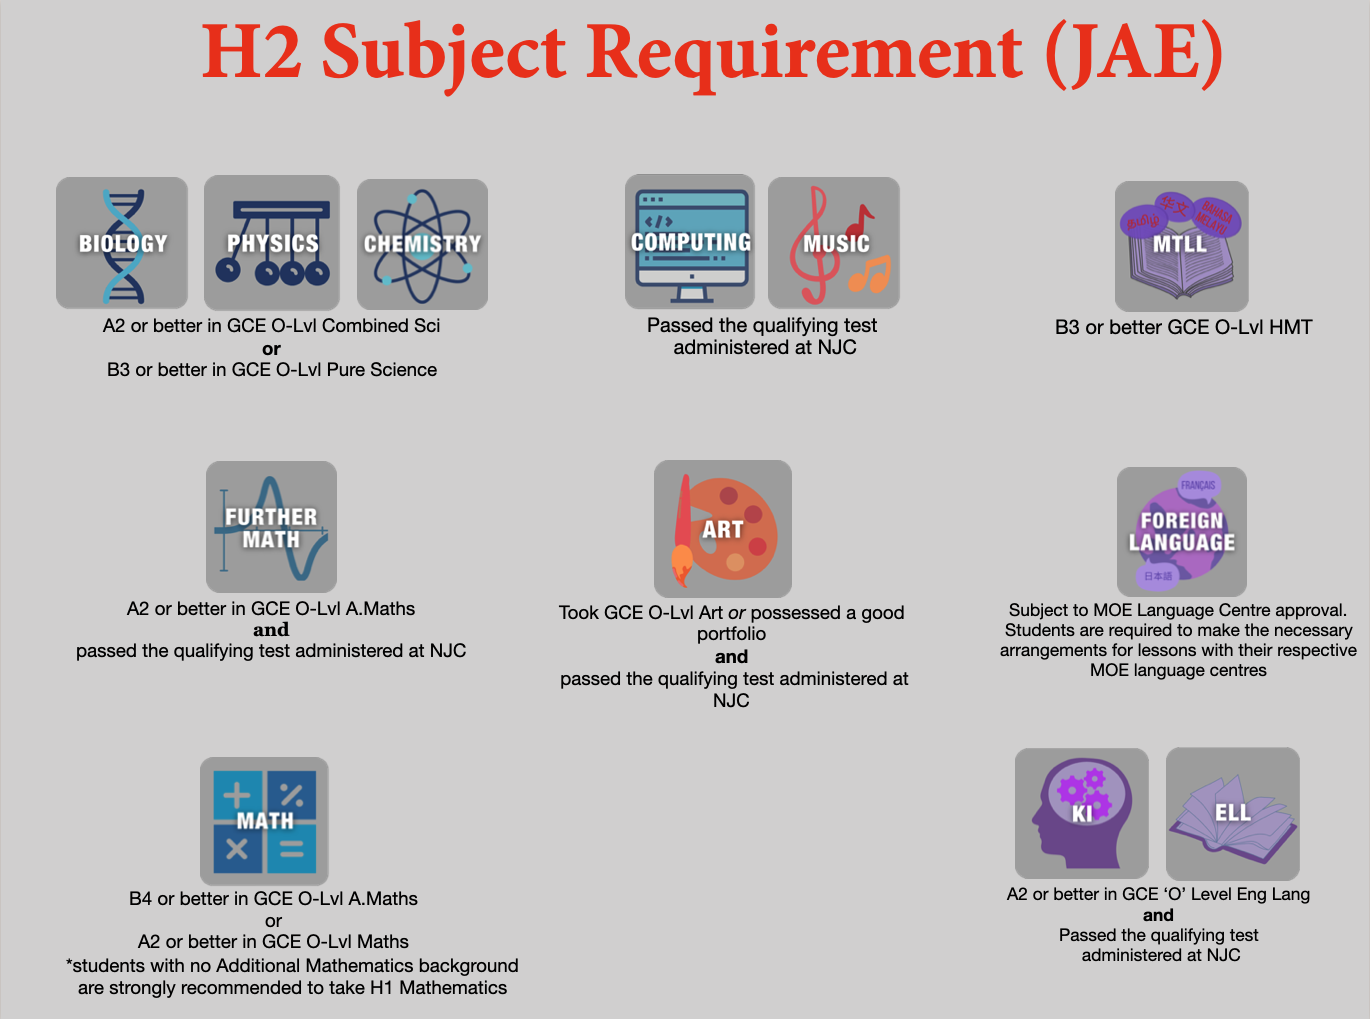 H2 Subject Requirement (JAE)
BIOLOGY
PHYSICS
CHEMISTRY
A2 or better in GCE O-Lvl Combined Sci
or
B3 or better in GCE O-Lvl Pure Science
COMPUTING
MUSIC
Passed the qualifying test
administered at NJC
தமிழ்
华文
BAHASA
MELAYU
MTLL
B3 or better GCE O-Lvl HMT
FURTHER
MATH
A2 or better in GCE O-Lvl A.Maths
and
passed the qualifying test administered at NJC
ART
Took GCE O-Lvl Art or possessed a good
portfolio
and
passed the qualifying test administered at
NJC
FRANÇAIS
FOREIGN
LANGUAGE
日本語
Subject to MOE Language Centre approval.
Students are required to make the necessary
arrangements for lessons with their respective
MOE language centres
MATH
B4 or better in GCE O-Lvl A.Maths
or
A2 or better in GCE O-Lvl Maths
*students with no Additional Mathematics background
are strongly recommended to take H1 Mathematics
KI
ELL
A2 or better in GCE ‘O’ Level Eng Lang
and
Passed the qualifying test
administered at NJC